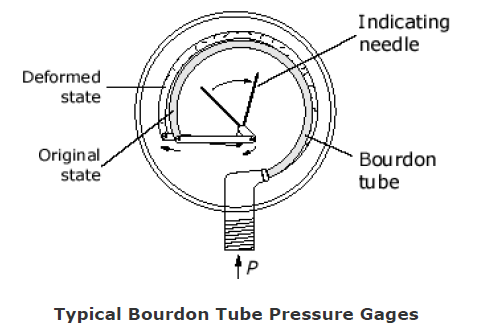 Indicating
needle
Deformed
state
Original
state
Bourdon
tube
P
Typical Bourdon Tube Pressure Gages